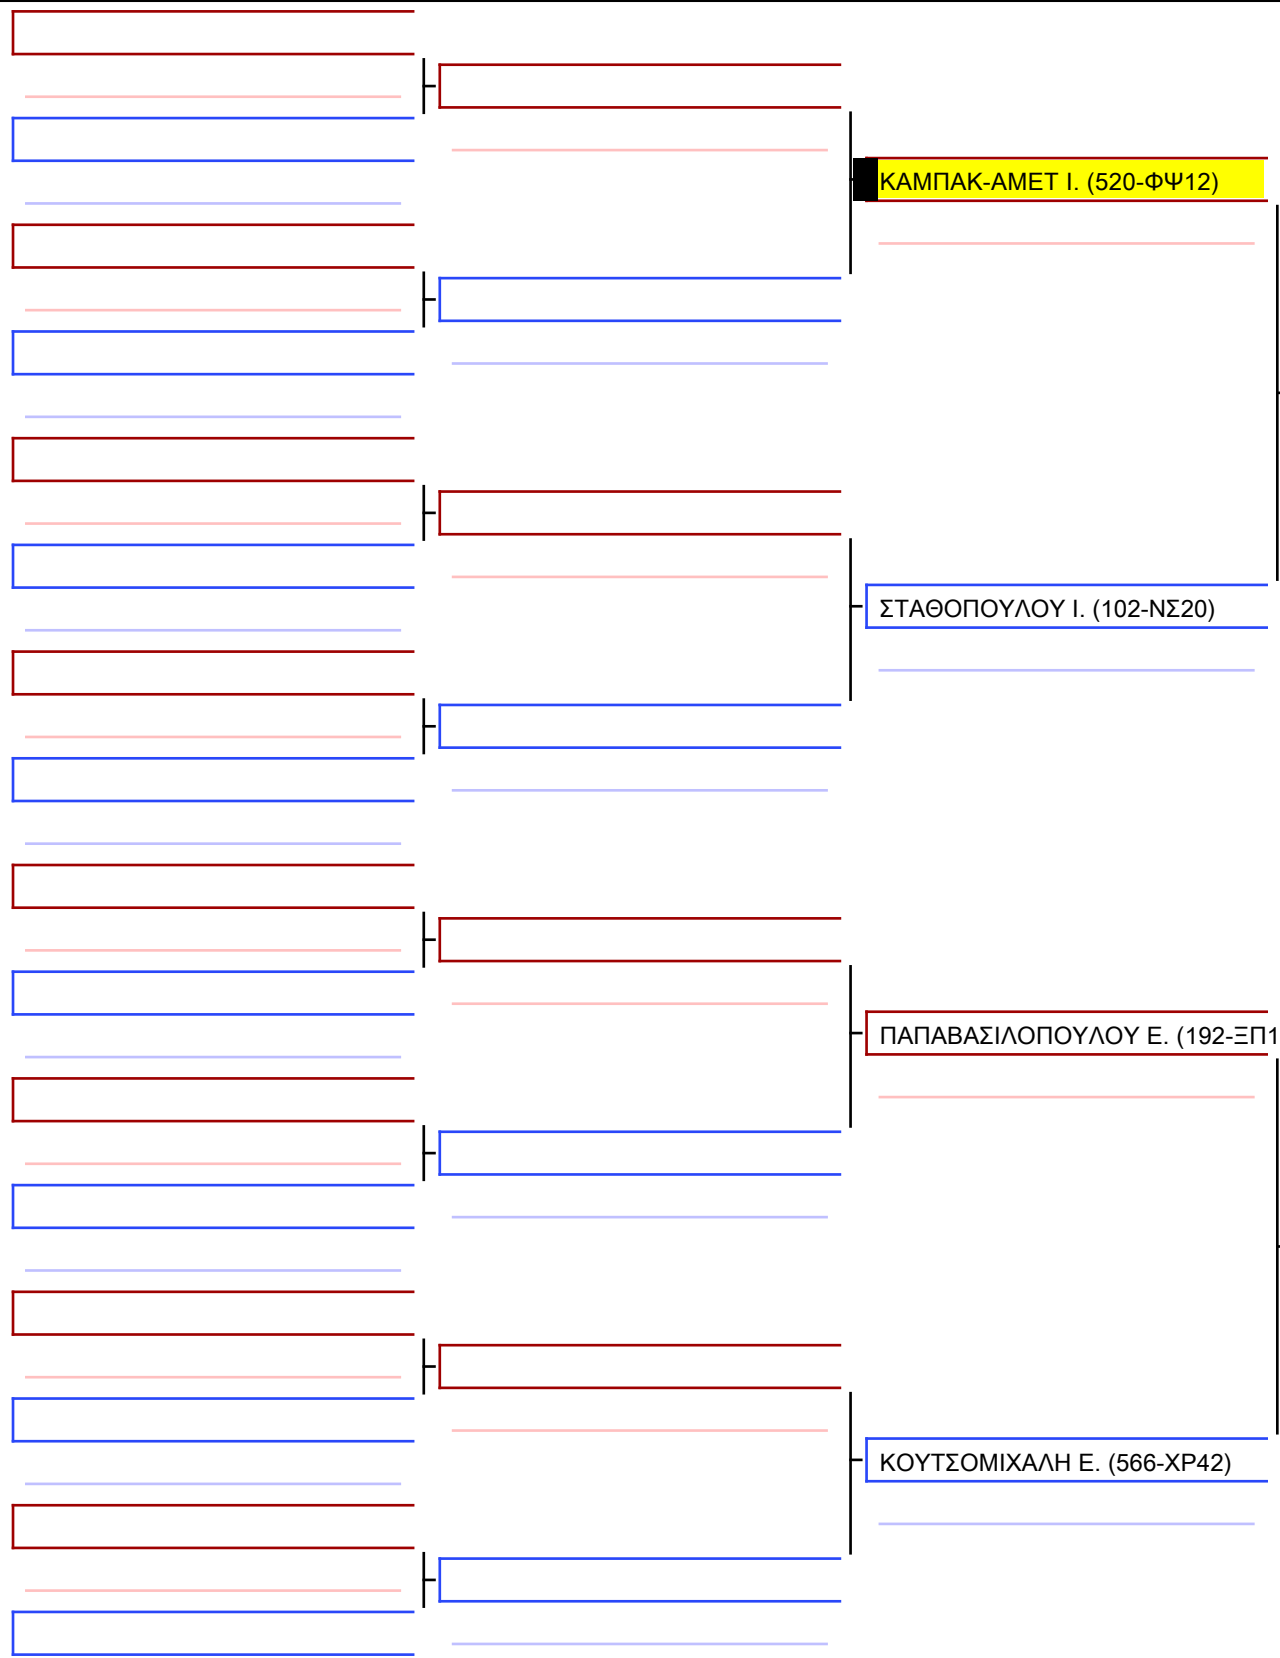 ΚΑΜΠΑΚ-ΑΜΕΤ Ι. (520-ΦΨ12)
ΣΤΑΘΟΠΟΥΛΟΥ Ι. (102-ΝΣ20)
ΠΑΠΑΒΑΣΙΛΟΠΟΥΛΟΥ Ε. (192-ΞΠ1
ΚΟΥΤΣΟΜΙΧΑΛΗ Ε. (566-ΧΡ42)